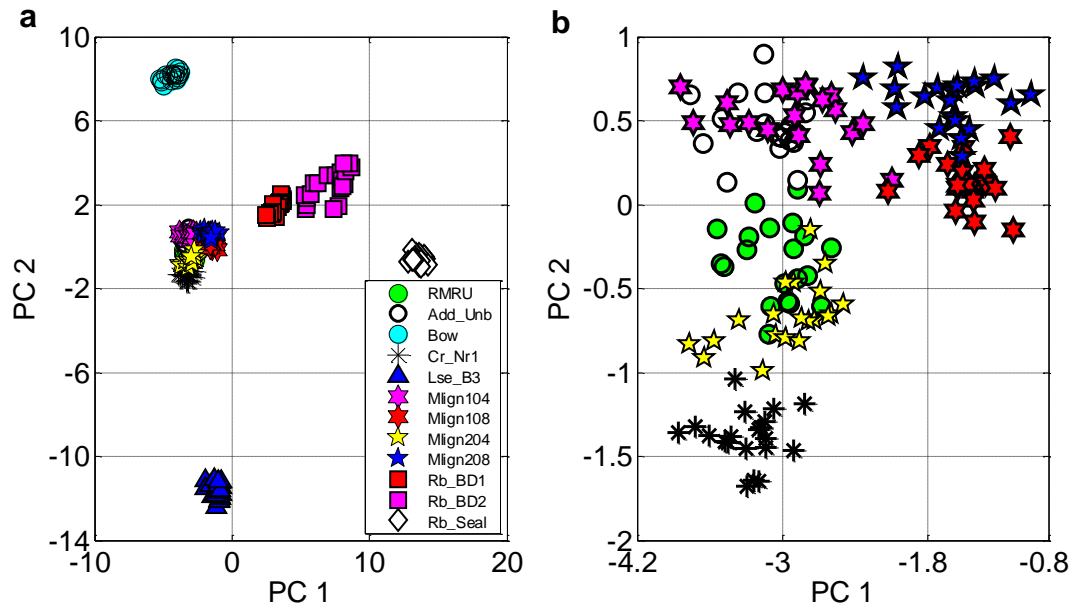 a
10
6
2
-2
-6
-10
-14
PC 2
-10
0
10
20
PC 1
RMRU
Add_Unb
Bow
Cr_Nr1
Lse_B3
Mlign104
Mlign108
Mlign204
Mlign208
Rb_BD1
Rb_BD2
Rb_Seal
b
1
0.5
0
-0.5
-1
-1.5
-2
PC 2
-4.2
-3
-1.8
-0.8
PC 1